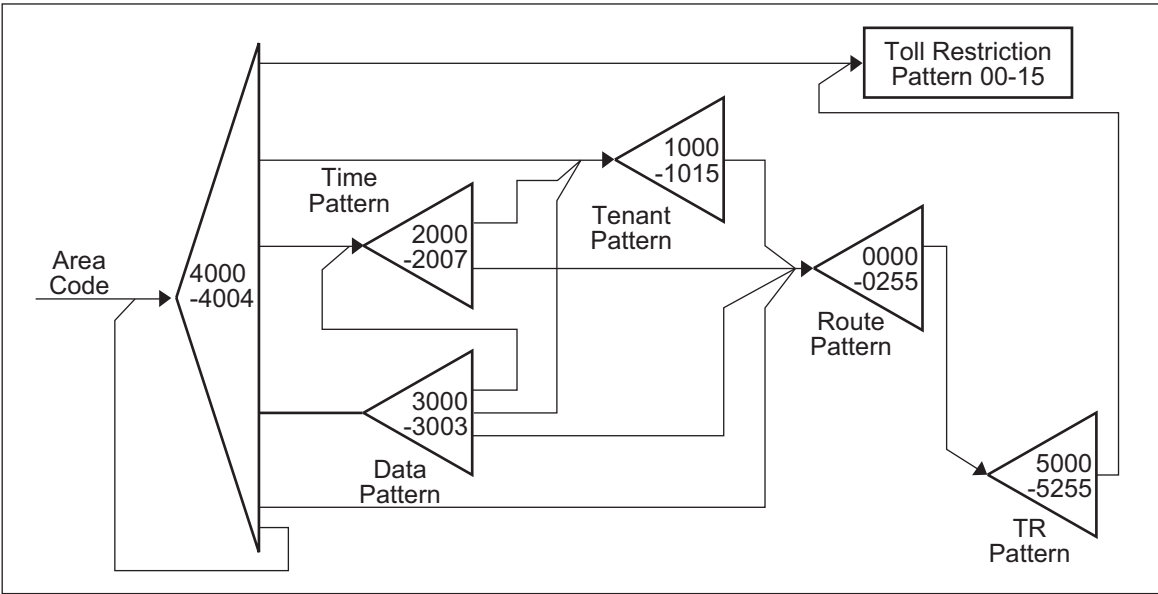 Toll Restriction
Pattern 00-15
1000
-1015
Time
Pattern
Tenant
Pattern
2000
-2007
Area
Code
4000
-4004
0000
-0255
Route
Pattern
3000
-3003
Data
Pattern
5000
-5255
TR
Pattern